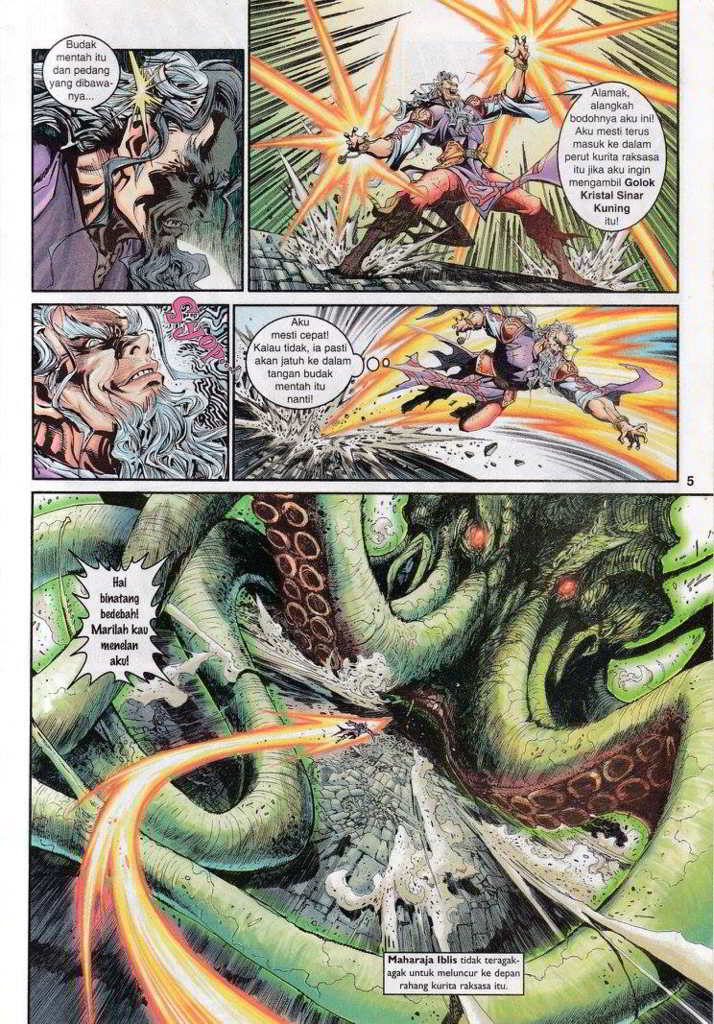 Budak
mentah itu
dan pedang
yang dibawa-
nya...
Alamak,
alangkah
bodohnya aku ini!
Aku mesti terus
masuk ke dalam
perut kurita raksasa
itu jika aku ingin
mengambil Golok
Kristal Sinar
Kuning
itu!
Aku
mesti cepat!
Kalau tidak, ia pasti
akan jatuh ke dalam
tangan budak
mentah itu
nanti!
5
Hai
binatang
bedebah!
Marilah kau
menelan
aku!
Maharaja Iblis tidak teragak-
agak untuk meluncur ke depan
rahang kurita raksasa itu.